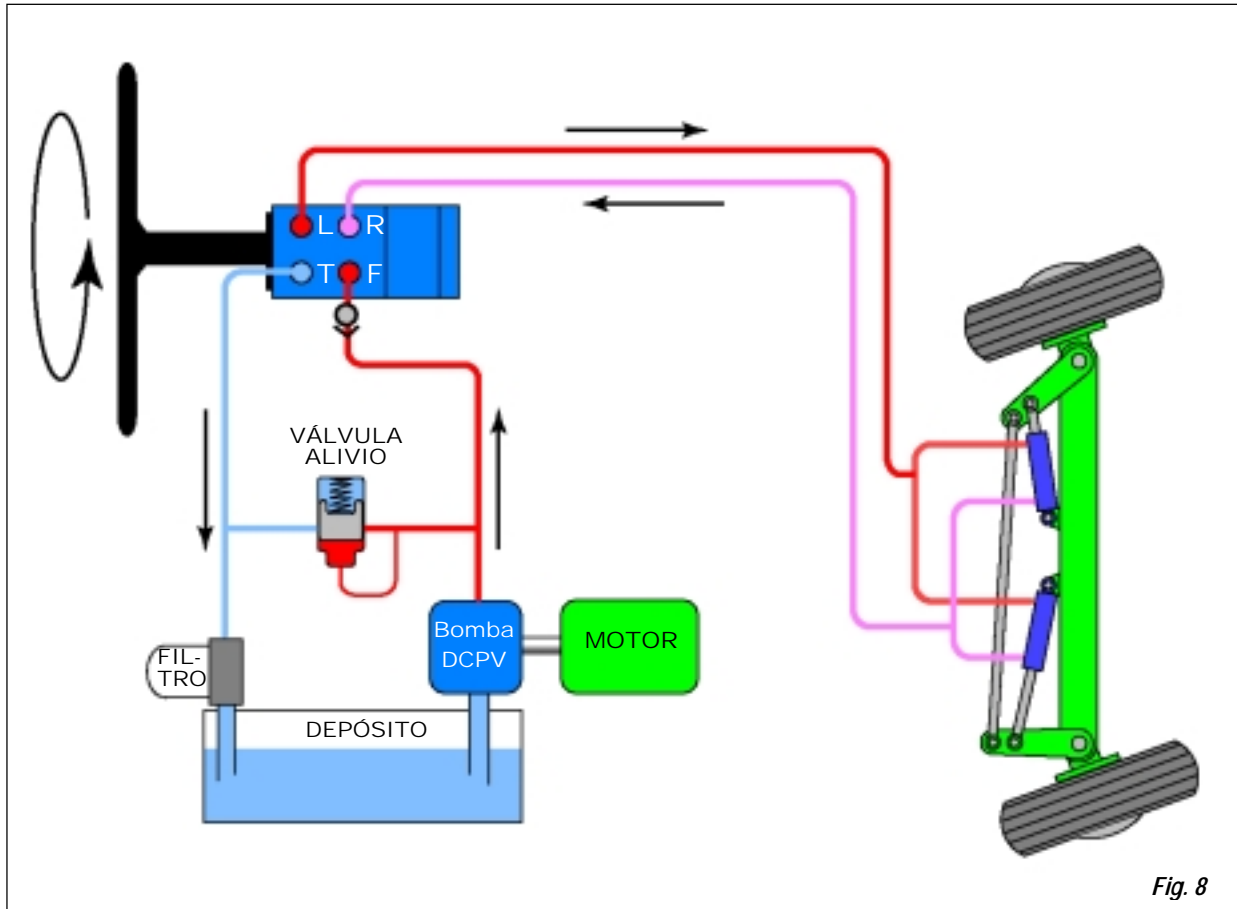 L R
T F
VÁLVULA
ALIVIO
Bomba
DCPV
MOTOR
FIL-
TRO
DEPÓSITO
Fig. 8